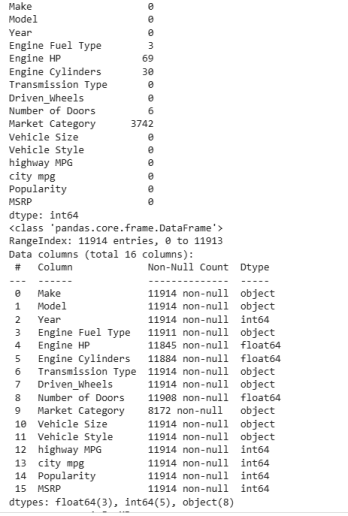 Make 0
Model 0
Year 0
Engine Fuel Type 3
Engine HP 69
Engine Cylinders 30
Transmission Type 0
Driven_Wheels 0
Number of Doors 6
Market Category 3742
Vehicle Size 0
Vehicle Style 0
highway MPG 0
city mpg 0
Popularity 0
MSRP 0
dtype: int64
<class 'pandas.core.frame.DataFrame'>
RangeIndex: 11914 entries, 0 to 11913
Data columns (total 16 columns):
# Column Non-Null Count Dtype
--- ------ -------------- -----
0 Make 11914 non-null object
1 Model 11914 non-null object
2 Year 11914 non-null int64
3 Engine Fuel Type 11911 non-null object
4 Engine HP 11845 non-null float64
5 Engine Cylinders 11884 non-null float64
6 Transmission Type 11914 non-null object
7 Driven_Wheels 11914 non-null object
8 Number of Doors 11908 non-null float64
9 Market Category 8172 non-null object
10 Vehicle Size 11914 non-null object
11 Vehicle Style 11914 non-null object
12 highway MPG 11914 non-null int64
13 city mpg 11914 non-null int64
14 Popularity 11914 non-null int64
15 MSRP 11914 non-null int64
dtypes: float64(3), int64(5), object(8)